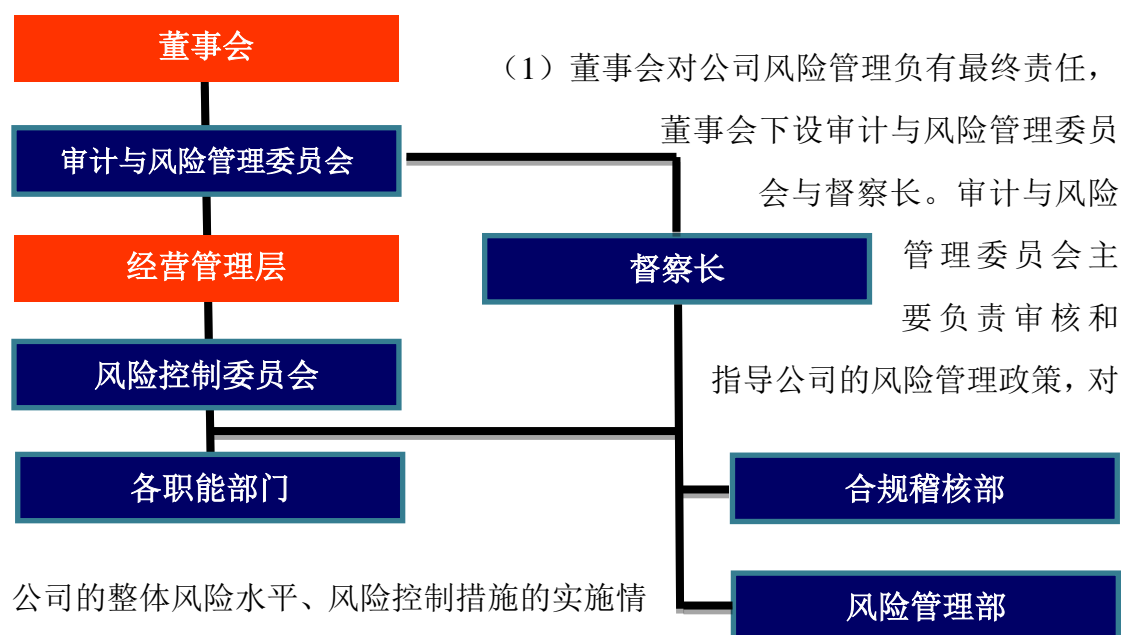 董事会
（1）董事会对公司风险管理负有最终责任，
董事会下设审计与风险管理委员
审计与风险管理委员会
会与督察长。审计与风险
经营管理层
督察长
管理委员会主
要负责审核和
风险控制委员会
指导公司的风险管理政策，对
各职能部门
合规稽核部
公司的整体风险水平、风险控制措施的实施情
风险管理部